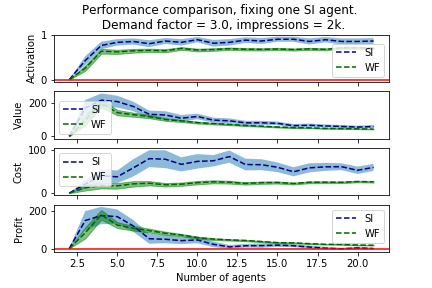 Performance comparison, fixing one SI agent.
Demand factor = 3.0, impressions = 2k.
Activation
1
0
SI
WF
Value
200
0
SI
WF
Cost
100
0
SI
WF
Profit
200
0
SI
WF
2.5 5.0 7.5 10.0 12.5 15.0 17.5 20.0
Number of agents